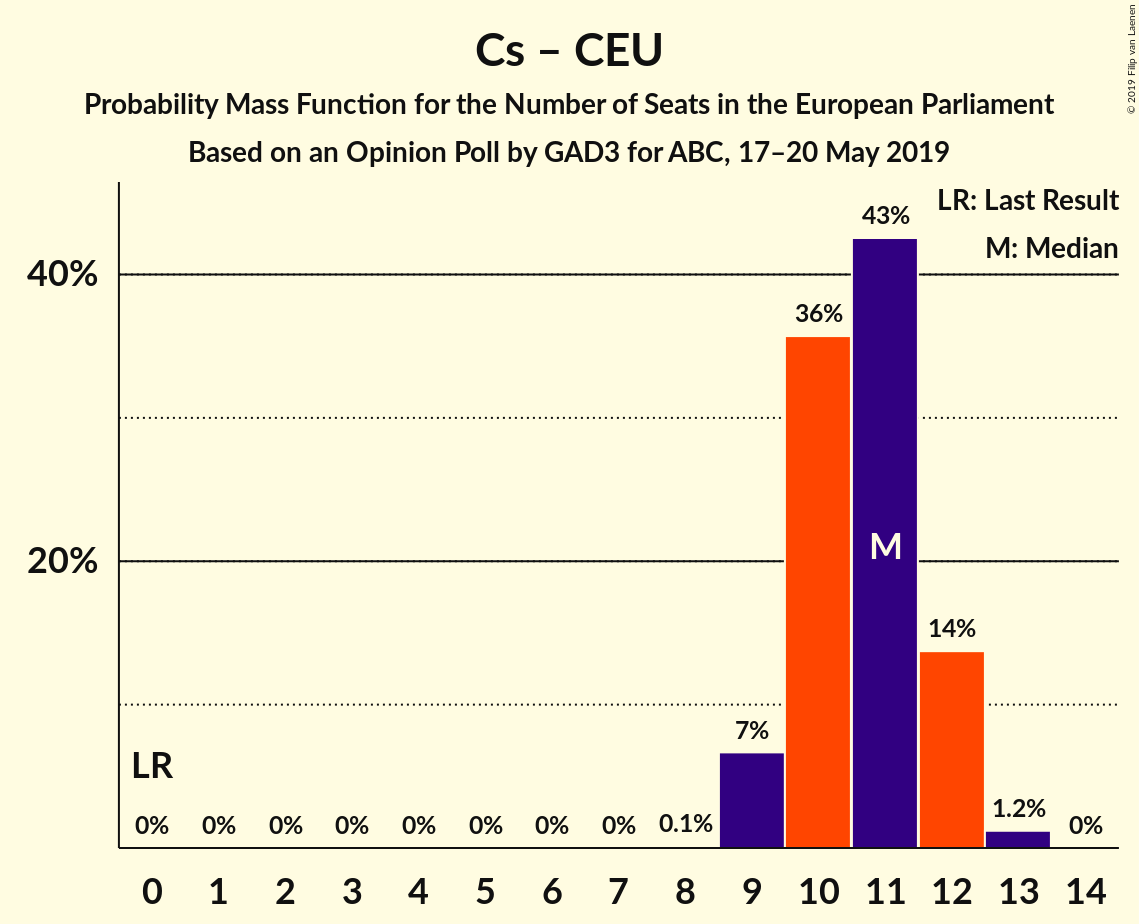 Cs – CEU
Probability Mass Function for the Number of Seats in the European Parliament
Based on an Opinion Poll by GAD3 for ABC, 17–20 May 2019
© 2019 Filip van Laenen
LR: Last Result
M: Median
40%
20%
43%
36%
M
14%
7%
LR
0% 0% 0% 0% 0% 0% 0% 0% 0.1% 1.2% 0%
0 1 2 3 4 5 6 7 8 9 10 11 12 13 14